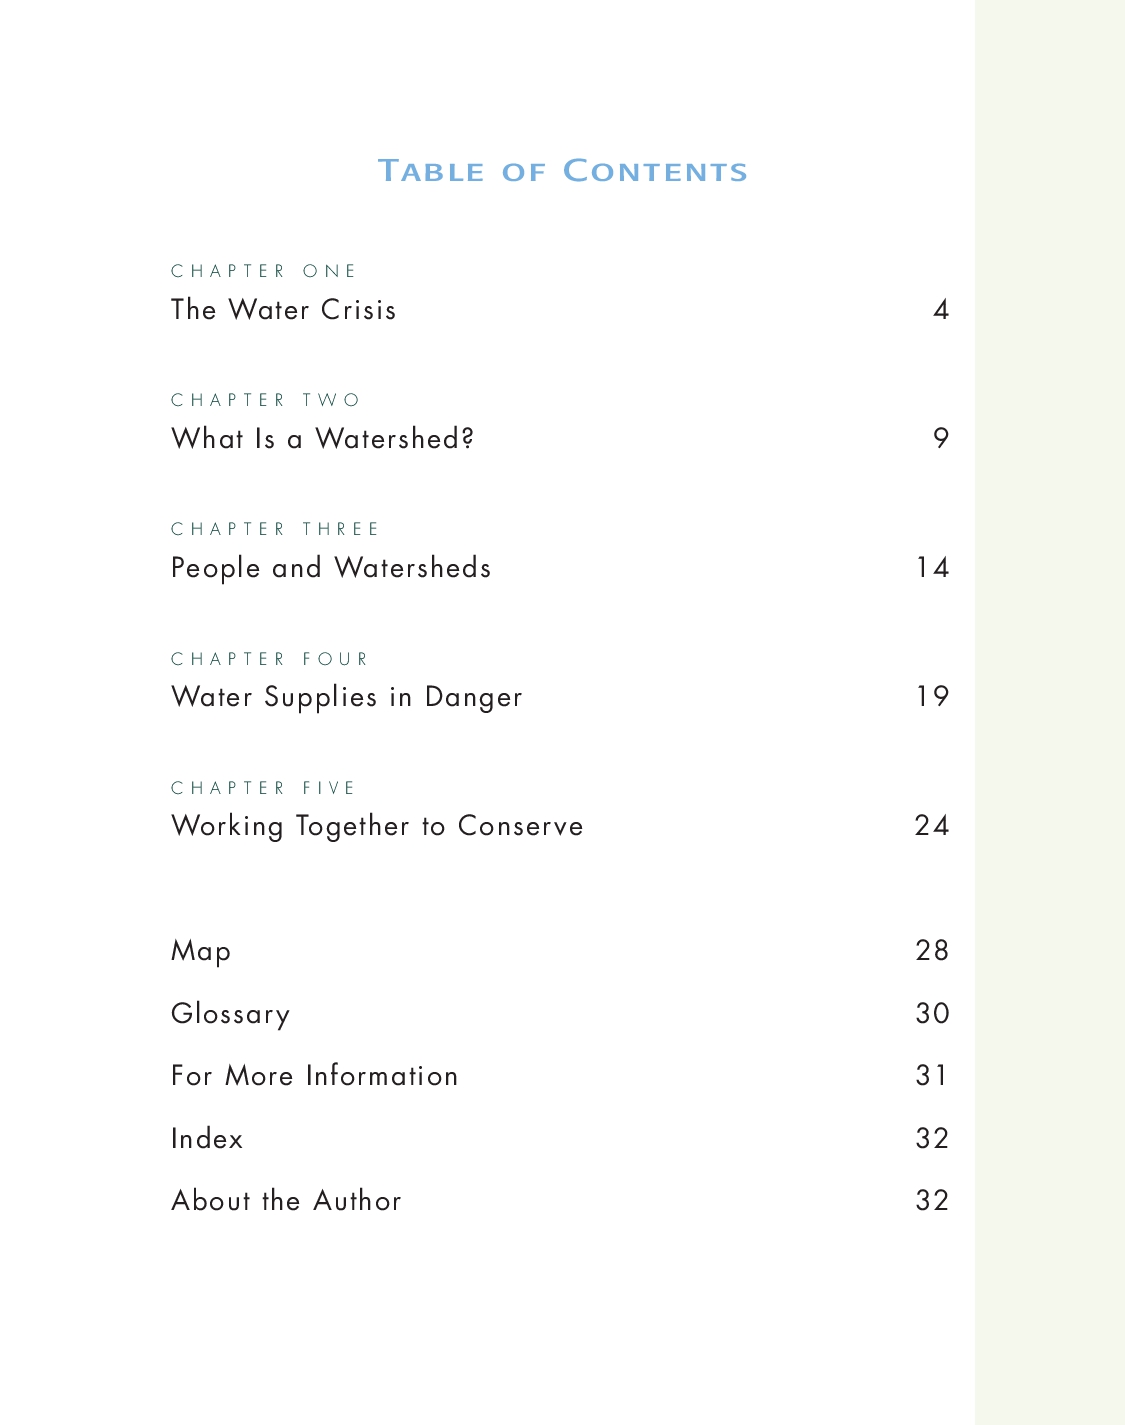 TABLE OF CONTENTS
CHAPTER ONE
The Water Crisis 4
CHAPTER TWO
What Is a Watershed? 9
CHAPTER THREE
People and Watersheds 14
CHAPTER FOUR
Water Supplies in Danger 19
CHAPTER FIVE
Working Together to Conserve 24
Map 28
Glossary 30
For More Information 31
Index 32
About the Author 32